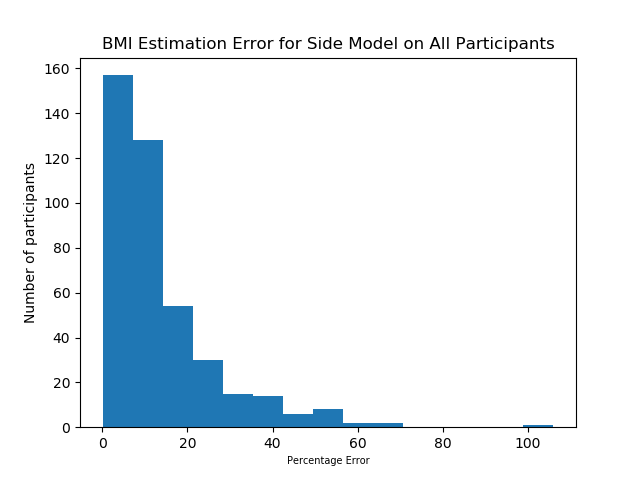 BMI Estimation Error for Side Model on All Participants
160
140
120
100
80
60
40
20
0
Number of participants
0 20 40 60 80 100
Percentage Error